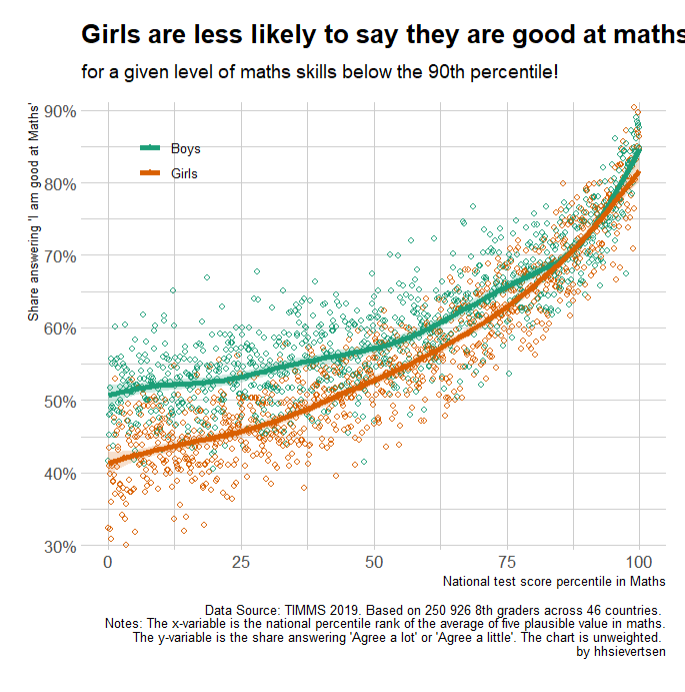 Girls are less likely to say they are good at maths
for a given level of maths skills below the 90th percentile!
Share answering 'I am good at Maths'
90%
80%
70%
60%
50%
40%
30%
Boys
Girls
0
25
50
75
100
National test score percentile in Maths
Data Source: TIMMS 2019. Based on 250 926 8th graders across 46 countries.
Notes: The x-variable is the national percentile rank of the average of five plausible value in maths.
The y-variable is the share answering 'Agree a lot' or 'Agree a little'. The chart is unweighted.
by hhsievertsen